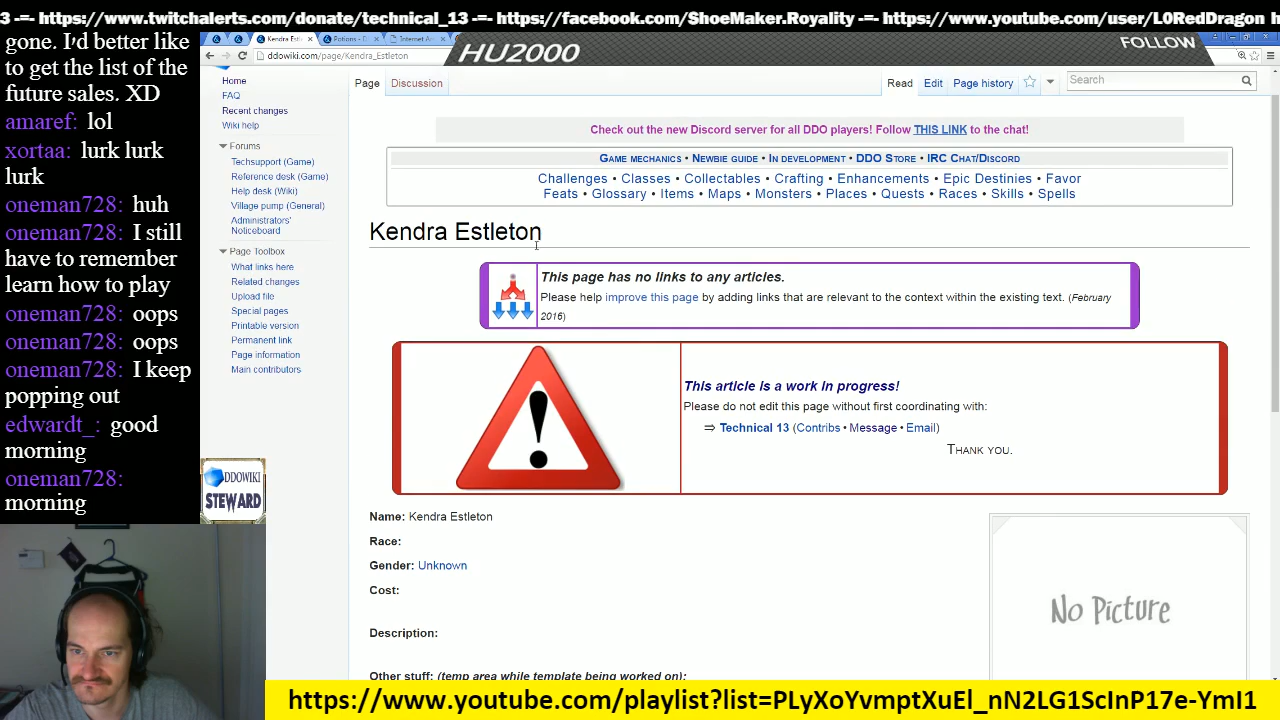 3 -=- https://www.twitchalerts.com/donate/technical_13 -=- https://facebook.com/ShoeMaker.Royality -=- https://www.youtube.com/user/L0RedDragon
gone. I'd better like
to get the list of the
future sales. XD
amaref: lol
xortaa: lurk lurk
lurk
oneman728: huh
oneman728: I still
have to remember
learn how to play
oneman728: oops
oneman728: oops
oneman728: I keep
popping out
edwardt_: good
morning
oneman728:
morning
Kendra Estl
Potions - D
Internet Ar
ddowiki.com/page/Kendra_Estleton
HU2000
FOLLOW
Home
FAQ
Recent changes
Wiki help
Forums
Techsupport (Game)
Reference desk (Game)
Help desk (Wiki)
Village pump (General)
Administrators'
Noticeboard
Page Toolbox
What links here
Related changes
Upload file
Special pages
Printable version
Permanent link
Page information
Main contributors
DDOWIKI
STEWARD
Page Discussion Read Edit Page history Search
Check out the new Discord server for all DDO players! Follow THIS LINK to the chat!
Game mechanics • Newbie guide • In development • DDO Store • IRC Chat/Discord
Challenges • Classes • Collectables • Crafting • Enhancements • Epic Destinies • Favor
Feats • Glossary • Items • Maps • Monsters • Places • Quests • Races • Skills • Spells
Kendra Estleton
This page has no links to any articles.
Please help improve this page by adding links that are relevant to the context within the existing text. (February
2016)
This article is a work in progress!
Please do not edit this page without first coordinating with:
⇒ Technical 13 (Contribs • Message • Email)
Thank you.
Name: Kendra Estleton
Race:
Gender: Unknown
Cost:
Description:
Other stuff: (temp area while template being worked on):
No Picture
https://www.youtube.com/playlist?list=PLyXoYvmptXuEl_nN2LG1ScInP17e-YmI1